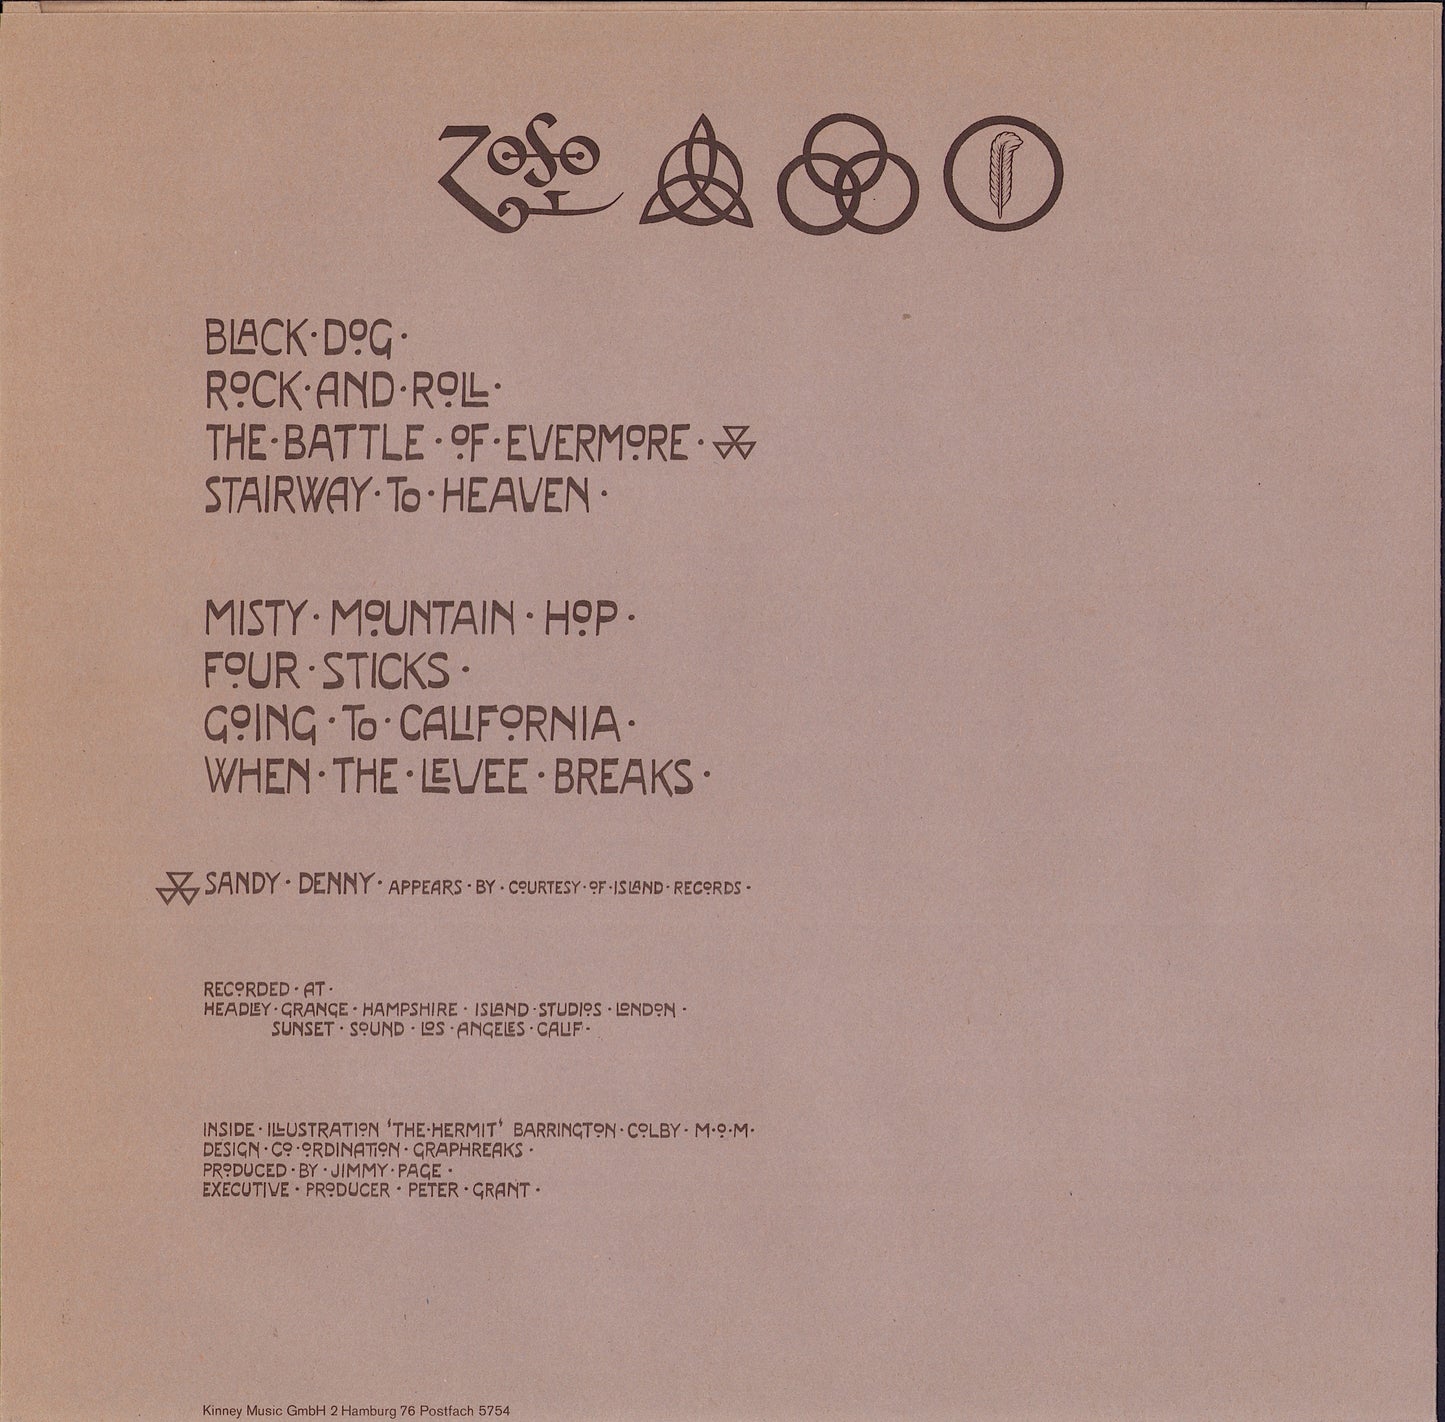 ZOSO
BLACK · DOG ·
ROCK · AND · ROLL ·
THE · BATTLE · OF · EVERMORE ·
STAIRWAY · TO · HEAVEN ·
MISTY · MOUNTAIN · HOP ·
FOUR · STICKS ·
GOING · TO · CALIFORNIA ·
WHEN · THE · LEVEE · BREAKS ·
SANDY · DENNY · APPEARS · BY · COURTESY · OF · ISLAND · RECORDS ·
RECORDED · AT ·
HEADLEY · GRANGE · HAMPSHIRE · ISLAND · STUDIOS · LONDON ·
SUNSET · SOUND · LOS · ANGELES · CALIF ·
INSIDE · ILLUSTRATION 'THE · HERMIT' BARRINGTON · COLBY · M · O · M ·
DESIGN · CO · ORDINATION · GRAPHREAKS ·
PRODUCED · BY · JIMMY · PAGE ·
EXECUTIVE · PRODUCER · PETER · GRANT ·
Kinney Music GmbH 2 Hamburg 76 Postfach 5754